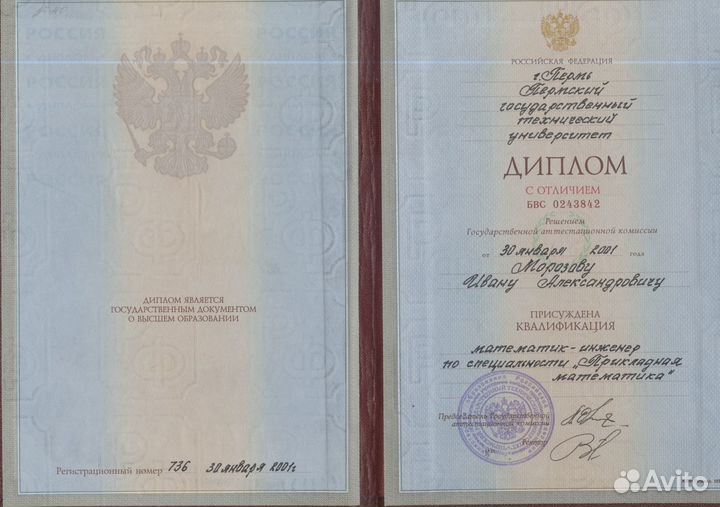 РОССИЯ
ДИПЛОМ ЯВЛЯЕТСЯ
ГОСУДАРСТВЕННЫМ ДОКУМЕНТОМ
О ВЫСШЕМ ОБРАЗОВАНИИ
Регистрационный номер 736 30 января 2001г
РОССИЙСКАЯ ФЕДЕРАЦИЯ
г. Пермь
Пермский
государственный
технический
университет
ДИПЛОМ
С ОТЛИЧИЕМ
БВС 0243842
Решением
Государственной аттестационной комиссии
от 30 января 2001 года
Морозову
Ивану Александровичу
ПРИСУЖДЕНА
КВАЛИФИКАЦИЯ
математик-инженер
по специальности „Прикладная
математика"
Председатель Государственной
аттестационной комиссии
Ректор
Avito